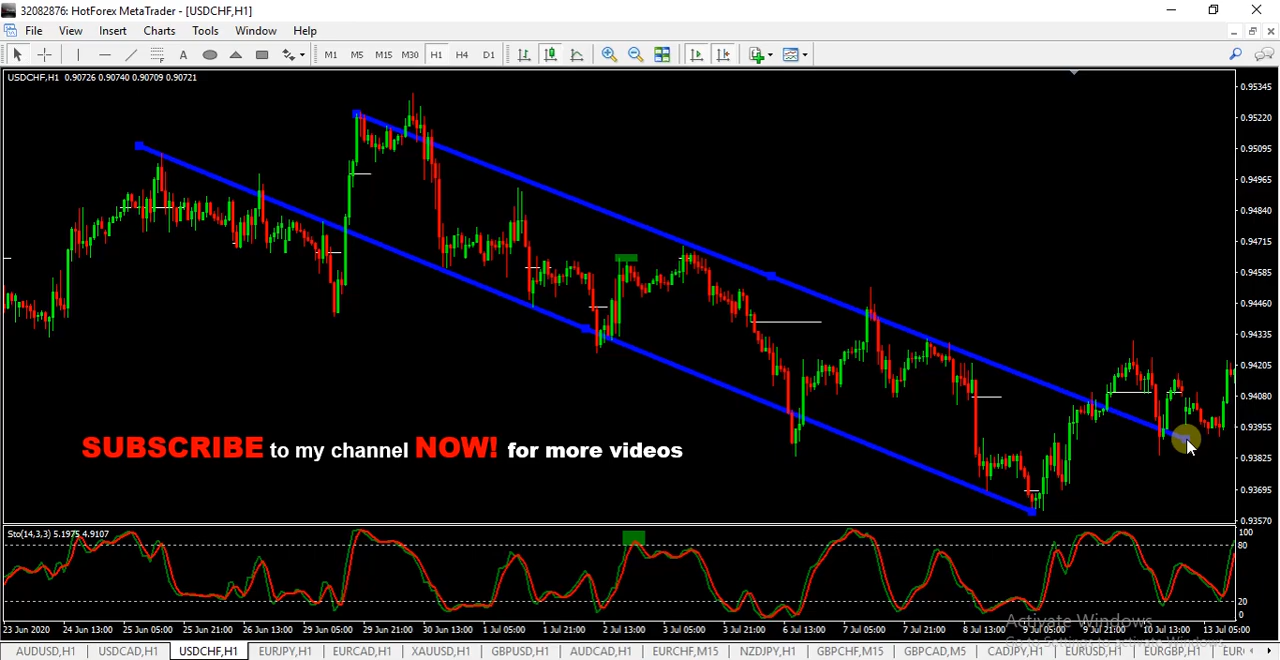 32082876: HotForex MetaTrader - [USDCHF,H1]
File View Insert Charts Tools Window Help
A F M1 M5 M15 M30 H1 H4 D1
USDCHF,H1 0.90726 0.90740 0.90709 0.90721
0.95345
0.95220
0.95095
0.94965
0.94840
0.94715
0.94585
0.94460
0.94335
0.94205
0.94080
0.93955
0.93825
0.93695
0.93570
SUBSCRIBE to my channel NOW! for more videos
Sto(14,3,3) 5.1975 4.9107
100
80
20
0
Activate Windows
23 Jun 2020 24 Jun 13:00 25 Jun 05:00 25 Jun 21:00 26 Jun 13:00 29 Jun 05:00 29 Jun 21:00 30 Jun 13:00 1 Jul 05:00 1 Jul 21:00 2 Jul 13:00 3 Jul 05:00 3 Jul 21:00 6 Jul 13:00 7 Jul 05:00 7 Jul 21:00 8 Jul 13:00 9 Jul 05:00 9 Jul 21:00 10 Jul 13:00 13 Jul 05:00
AUDUSD,H1 USDCAD,H1 USDCHF,H1 EURJPY,H1 EURCAD,H1 XAUUSD,H1 GBPUSD,H1 AUDCAD,H1 EURCHF,M15 NZDJPY,H1 GBPCHF,M15 GBPCAD,M5 CADJPY,H1 EURUSD,H1 EURGBP,H1 EUR